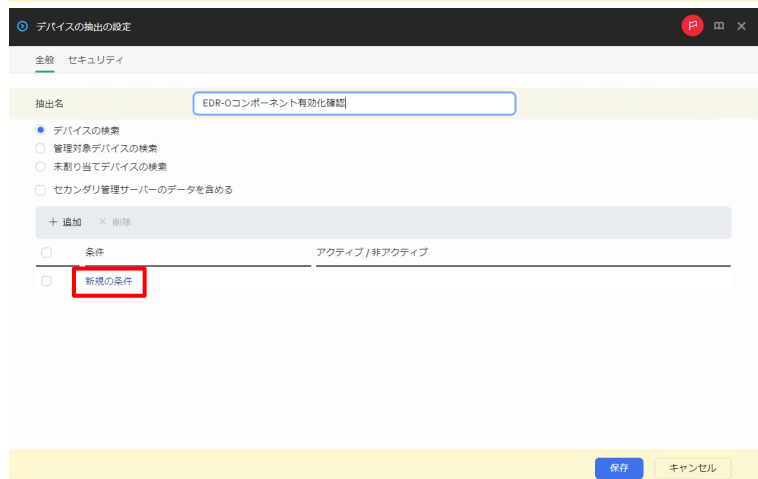 デバイスの抽出の設定
全般 セキュリティ
抽出名 EDR-Oコンポーネント有効化確認
デバイスの検索
管理対象デバイスの検索
未割り当てデバイスの検索
セカンダリ管理サーバーのデータを含める
+ 追加 × 削除
条件 アクティブ / 非アクティブ
新規の条件
保存 キャンセル